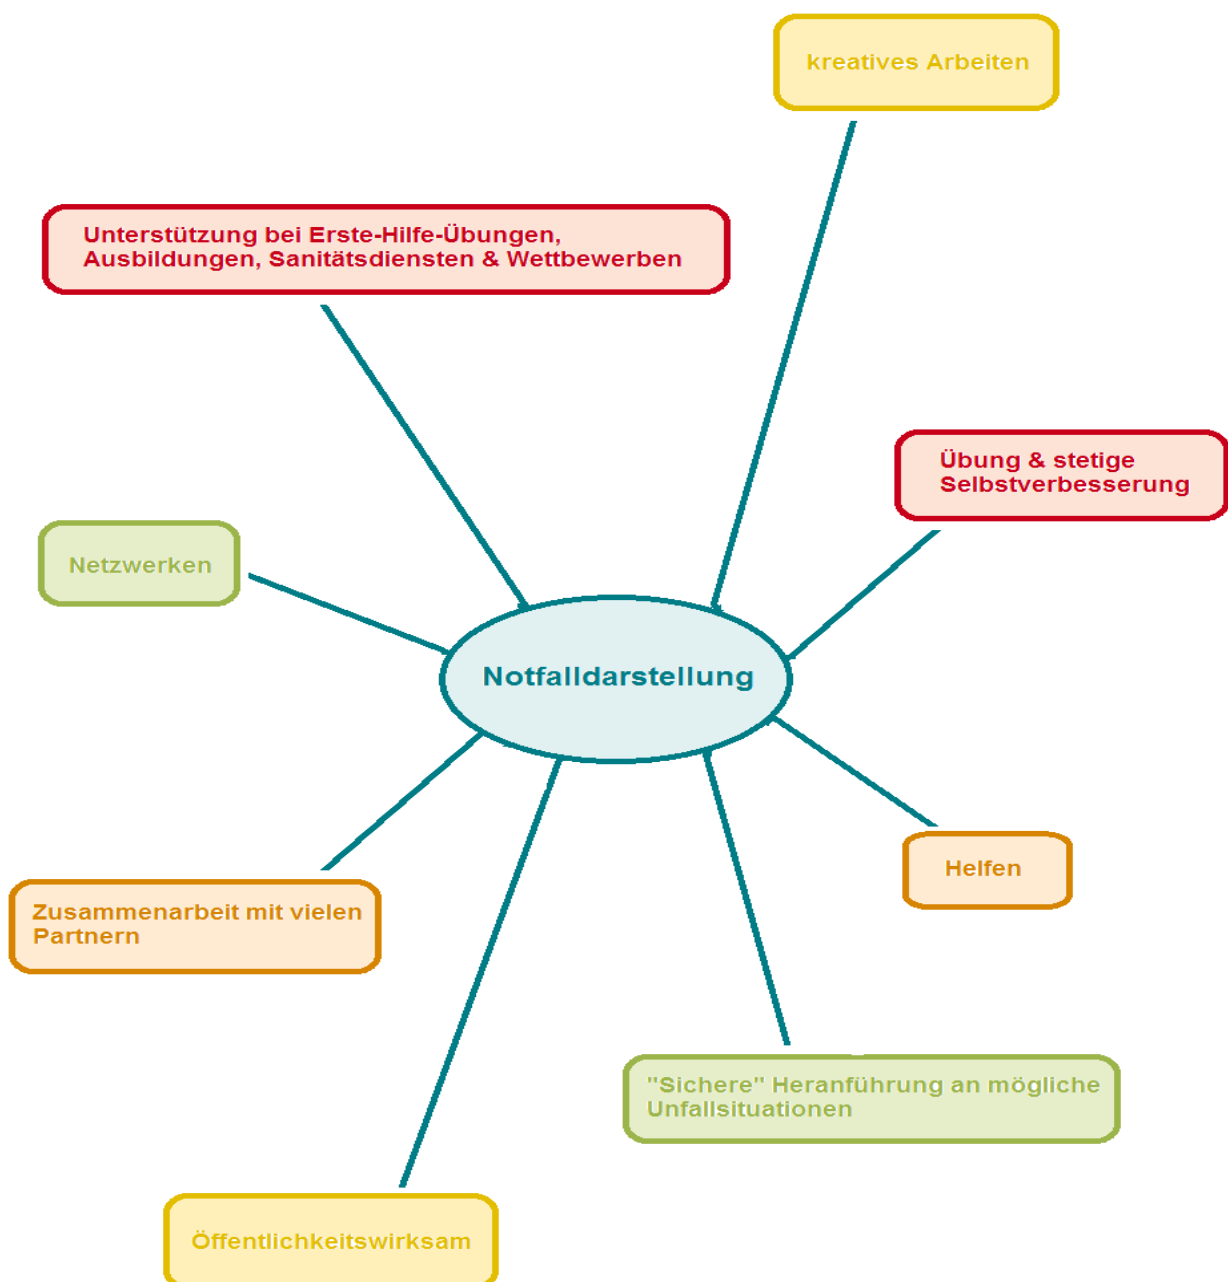 kreatives Arbeiten
Unterstützung bei Erste-Hilfe-Übungen,
Ausbildungen, Sanitätsdiensten & Wettbewerben
Übung & stetige
Selbstverbesserung
Netzwerken
Notfalldarstellung
Helfen
Zusammenarbeit mit vielen
Partnern
"Sichere" Heranführung an mögliche
Unfallsituationen
Öffentlichkeitswirksam